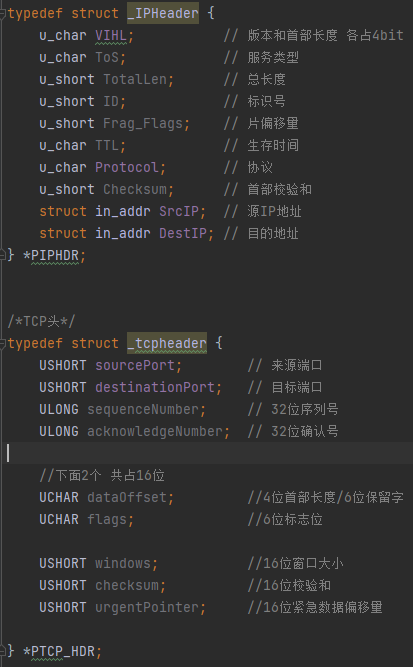 typedef struct _IPHeader {
u_char VIHL; // 版本和首部长度 各占4bit
u_char ToS; // 服务类型
u_short TotalLen; // 总长度
u_short ID; // 标识号
u_short Frag_Flags; // 片偏移量
u_char TTL; // 生存时间
u_char Protocol; // 协议
u_short Checksum; // 首部校验和
struct in_addr SrcIP; // 源IP地址
struct in_addr DestIP; // 目的地址
} *PIPHDR;
/*TCP头*/
typedef struct _tcpheader {
USHORT sourcePort; // 来源端口
USHORT destinationPort; // 目标端口
ULONG sequenceNumber; // 32位序列号
ULONG acknowledgeNumber; // 32位确认号
//下面2个 共占16位
UCHAR dataOffset; //4位首部长度/6位保留字
UCHAR flags; //6位标志位
USHORT windows; //16位窗口大小
USHORT checksum; //16位校验和
USHORT urgentPointer; //16位紧急数据偏移量
} *PTCP_HDR;